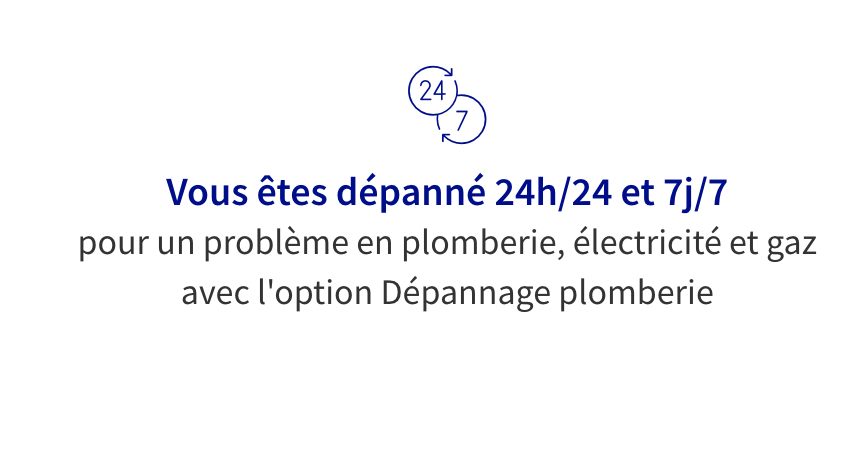 24
7
Vous êtes dépanné 24h/24 et 7j/7
pour un problème en plomberie, électricité et gaz
avec l'option Dépannage plomberie